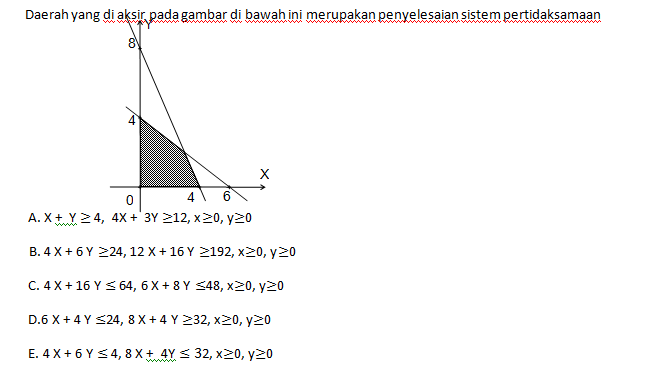 Daerah yang di aksir pada gambar di bawah ini merupakan penyelesaian sistem pertidaksamaan
Y
8
4
X
0 4 6
A. X + Y ≥ 4, 4X + 3Y ≥12, x≥0, y≥0
B. 4 X + 6 Y ≥24, 12 X + 16 Y ≥192, x≥0, y≥0
C. 4 X + 16 Y ≤ 64, 6 X + 8 Y ≤48, x≥0, y≥0
D.6 X + 4 Y ≤24, 8 X + 4 Y ≥32, x≥0, y≥0
E. 4 X + 6 Y ≤ 4, 8 X + 4Y ≤ 32, x≥0, y≥0